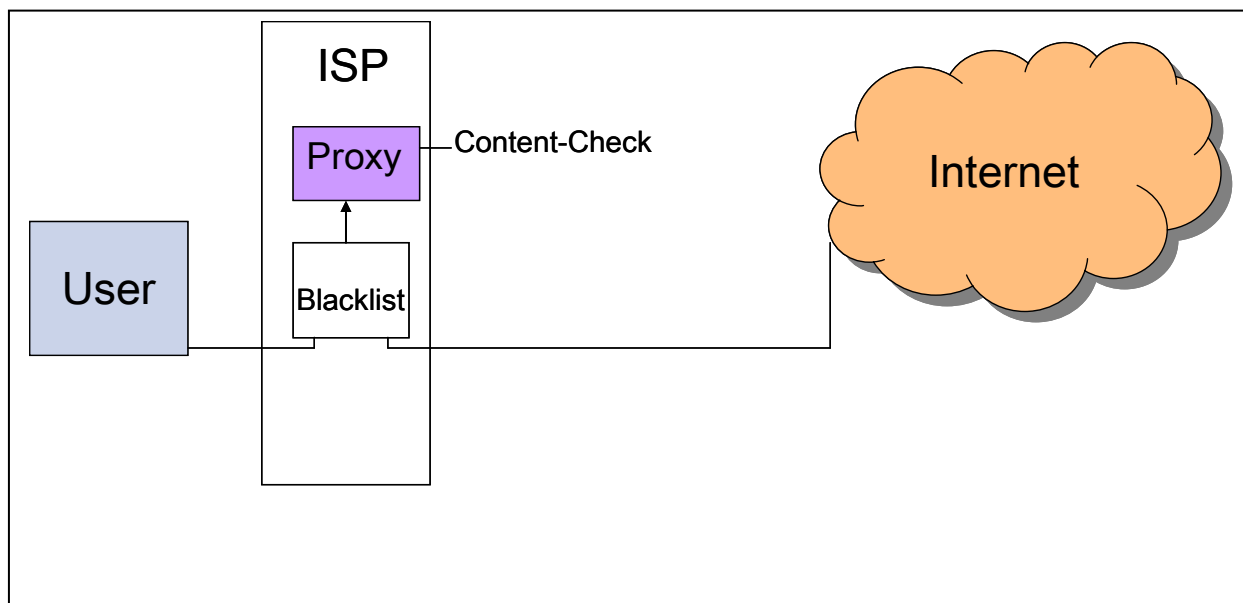 ISP
Proxy
Content-Check
Internet
User
Blacklist